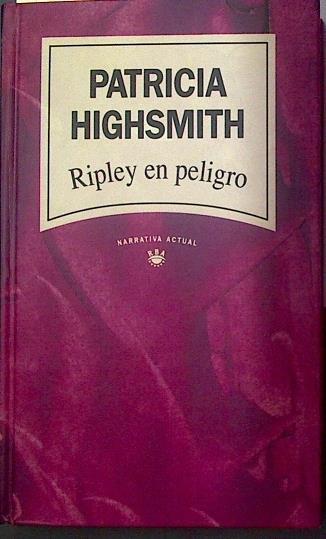 PATRICIA
HIGHSMITH
Ripley en peligro
NARRATIVA ACTUAL
RBA